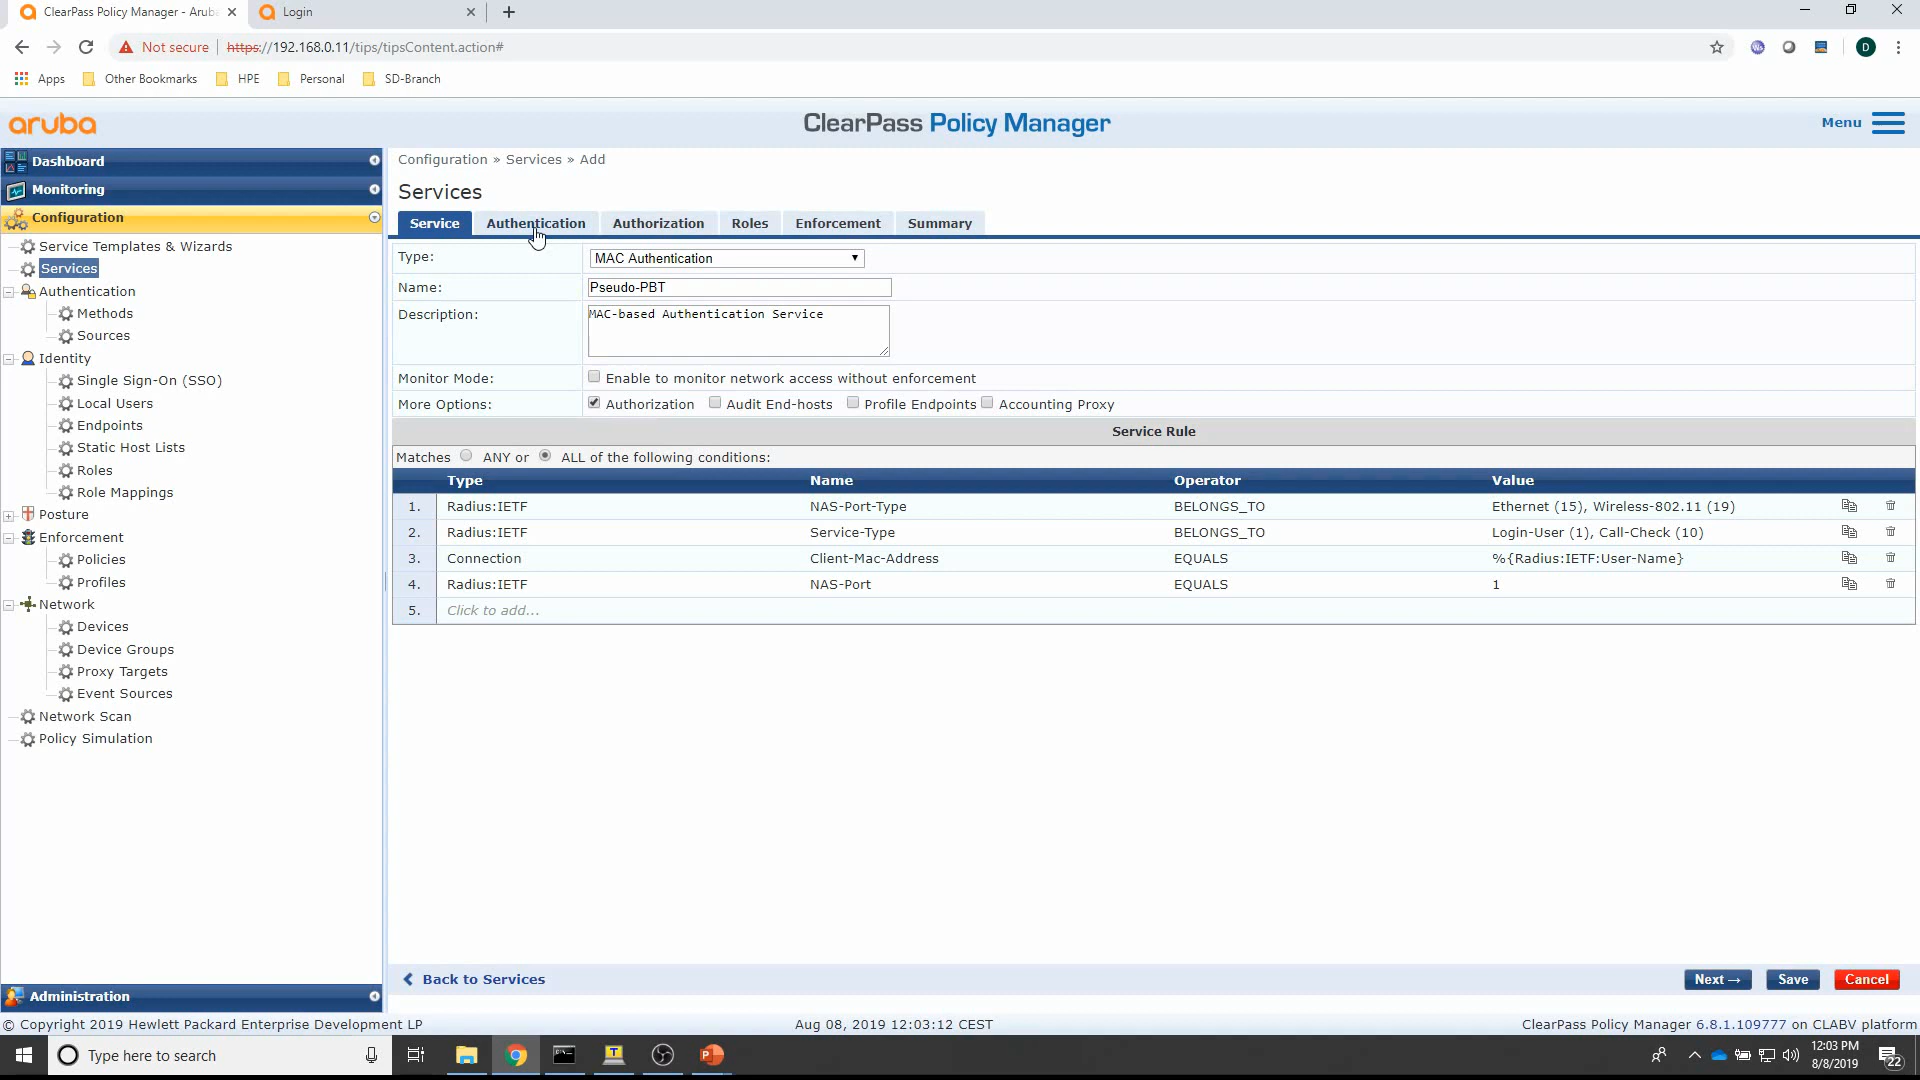 ClearPass Policy Manager - Aruba
Login
Not secure
https://192.168.0.11/tips/tipsContent.action#
D
Apps
Other Bookmarks
HPE
Personal
SD-Branch
aruba
ClearPass Policy Manager
Menu
Dashboard
Monitoring
Configuration
Service Templates & Wizards
Services
Authentication
Methods
Sources
Identity
Single Sign-On (SSO)
Local Users
Endpoints
Static Host Lists
Roles
Role Mappings
Posture
Enforcement
Policies
Profiles
Network
Devices
Device Groups
Proxy Targets
Event Sources
Network Scan
Policy Simulation
Administration
Configuration » Services » Add
Services
Service Authentication Authorization Roles Enforcement Summary
Type: MAC Authentication
Name: Pseudo-PBT
Description: MAC-based Authentication Service
Monitor Mode: Enable to monitor network access without enforcement
More Options: Authorization Audit End-hosts Profile Endpoints Accounting Proxy
Service Rule
Matches ANY or ALL of the following conditions:
Type Name Operator Value
1. Radius:IETF NAS-Port-Type BELONGS_TO Ethernet (15), Wireless-802.11 (19)
2. Radius:IETF Service-Type BELONGS_TO Login-User (1), Call-Check (10)
3. Connection Client-Mac-Address EQUALS %{Radius:IETF:User-Name}
4. Radius:IETF NAS-Port EQUALS 1
5. Click to add...
Back to Services
Next →
Save
Cancel
© Copyright 2019 Hewlett Packard Enterprise Development LP
Aug 08, 2019 12:03:12 CEST
ClearPass Policy Manager 6.8.1.109777 on CLABV platform
Type here to search
12:03 PM
8/8/2019
22